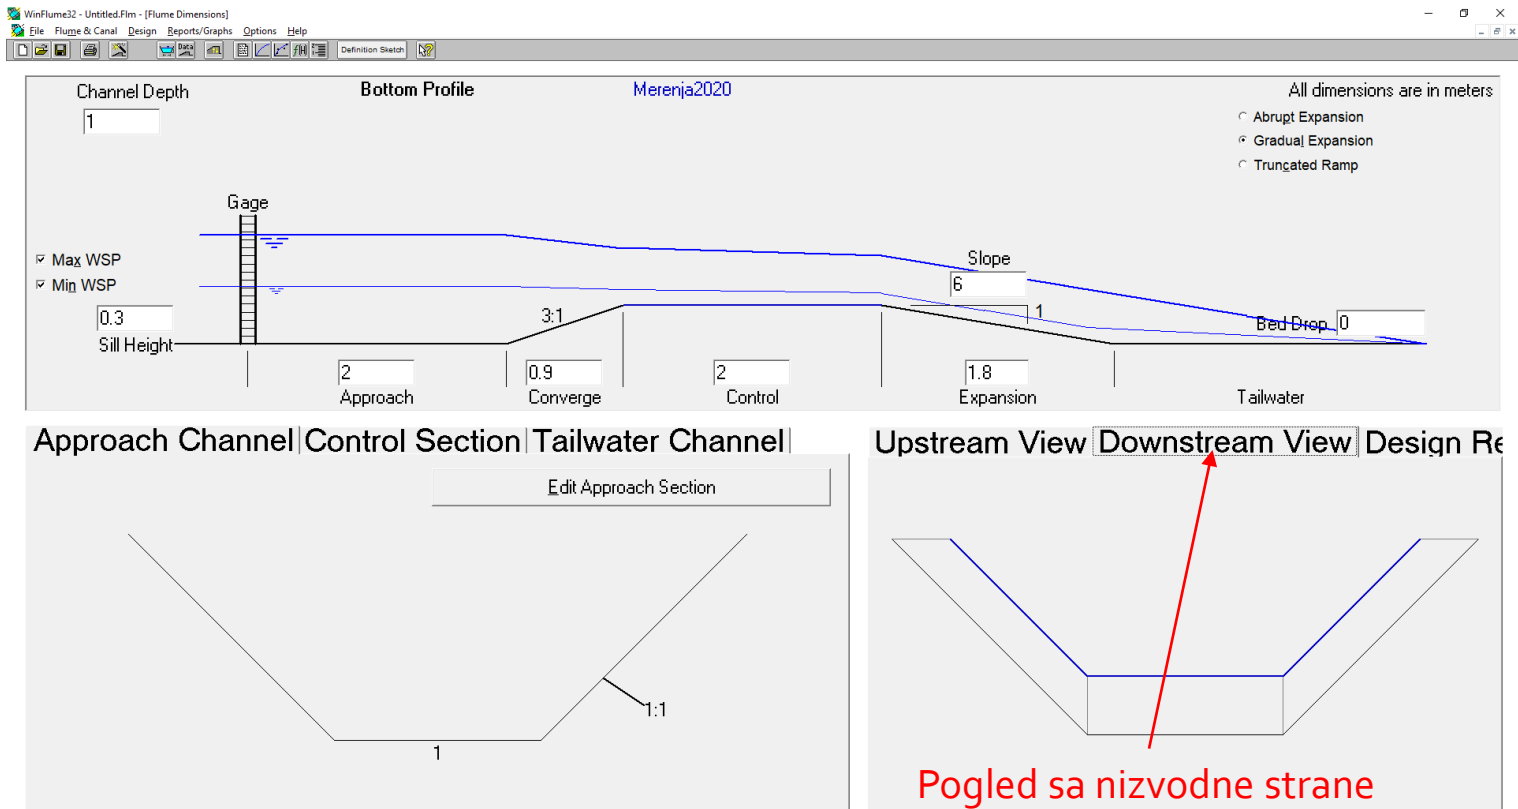 WinFlume32 - Untitled.Flm - [Flume Dimensions]
File Flume & Canal Design Reports/Graphs Options Help
Data fH Definition Sketch
Channel Depth
1
Bottom Profile
Merenja2020
All dimensions are in meters
Abrupt Expansion
Gradual Expansion
Truncated Ramp
Gage
Max WSP
Min WSP
0.3
Sill Height
3:1
Slope
6
1
Bed Drop 0
2
Approach
0.9
Converge
2
Control
1.8
Expansion
Tailwater
Approach Channel Control Section Tailwater Channel
Edit Approach Section
1:1
1
Upstream View Downstream View Design Re
Pogled sa nizvodne strane